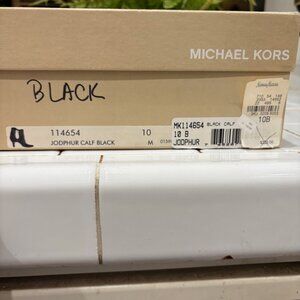 MICHAEL KORS
BLACK
114654 10
JODPHUR CALF BLACK M
MK114654 BLACK CALF
10 B
JODPHUR
10B